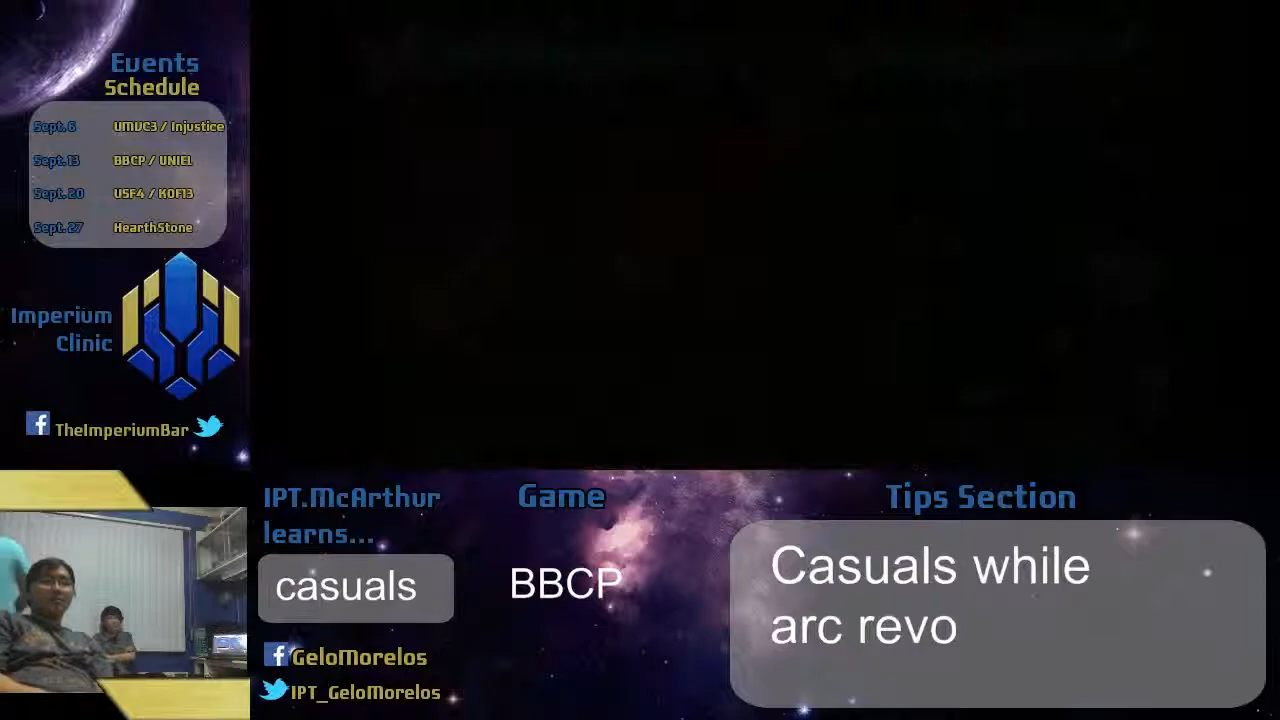 Events
Schedule
Sept.6 UMVC3 / Injustice
Sept.13 BBCP / UNIEL
Sept.20 USF4 / KOF13
Sept.27 HearthStone
Imperium
Clinic
TheImperiumBar
IPT.McArthur
learns...
casuals
GeloMorelos
IPT_GeloMorelos
Game
BBCP
Tips Section
Casuals while
arc revo